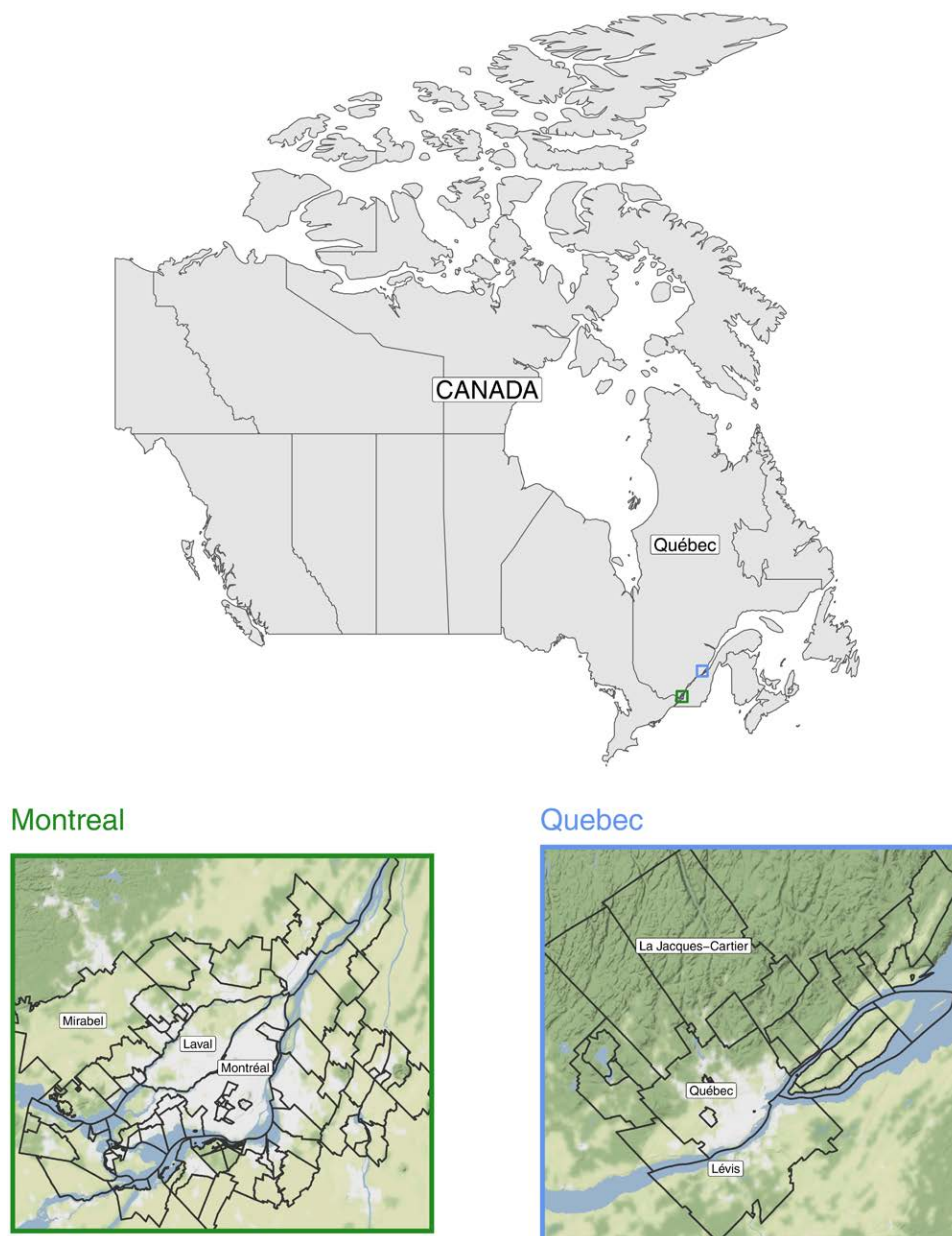 CANADA
Québec
Montreal
Quebec
La Jacques–Cartier
Mirabel
Laval
Montréal
Québec
Lévis